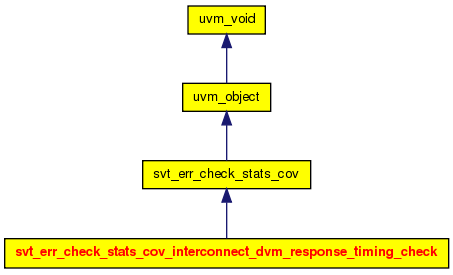 uvm_void
uvm_object
svt_err_check_stats_cov
svt_err_check_stats_cov_interconnect_dvm_response_timing_check